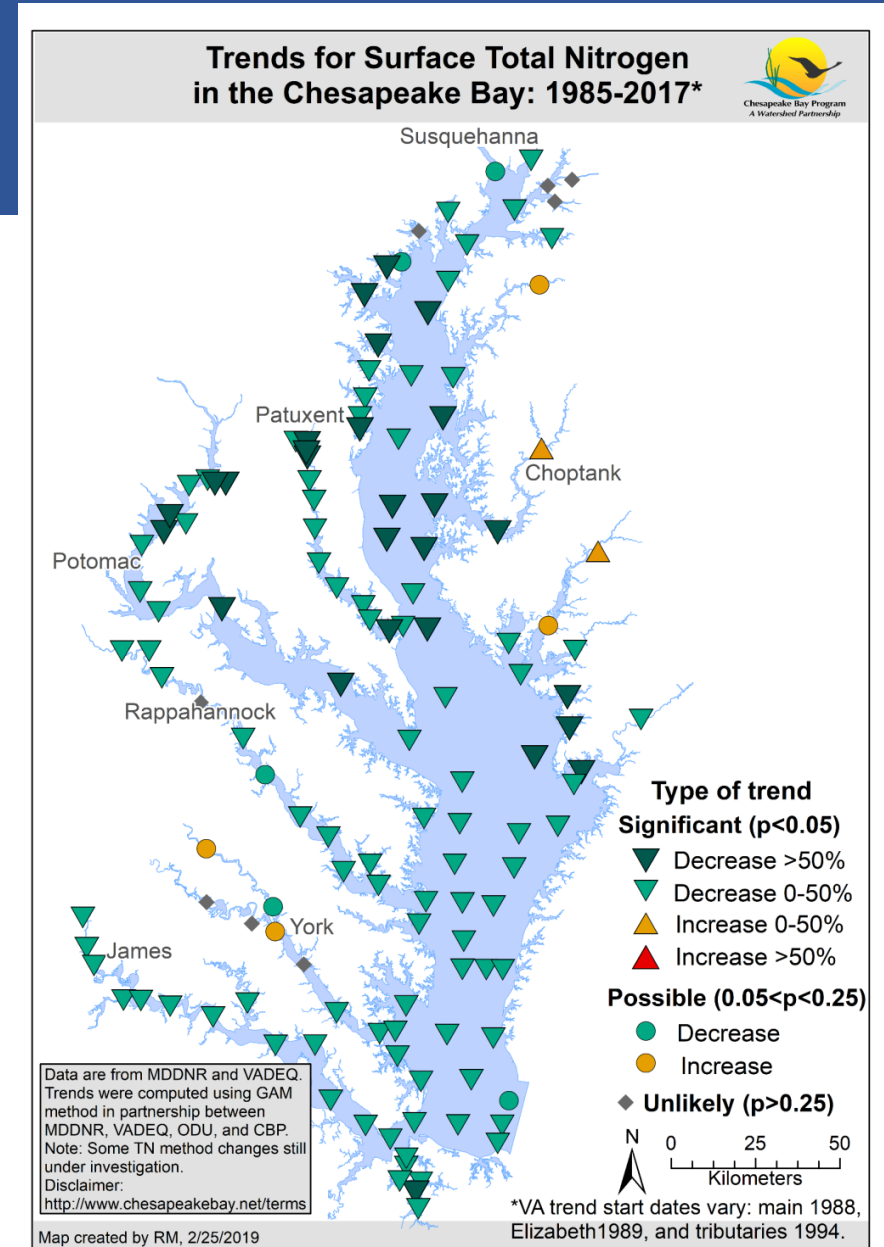 Trends for Surface Total Nitrogen
in the Chesapeake Bay: 1985-2017*
Chesapeake Bay Program
A Watershed Partnership
Susquehanna
Patuxent
Choptank
Potomac
Rappahannock
York
James
Type of trend
Significant (p<0.05)
Decrease >50%
Decrease 0-50%
Increase 0-50%
Increase >50%
Possible (0.05<p<0.25)
Decrease
Increase
Unlikely (p>0.25)
N
0 25 50
Kilometers
*VA trend start dates vary: main 1988,
Elizabeth1989, and tributaries 1994.
Data are from MDDNR and VADEQ.
Trends were computed using GAM
method in partnership between
MDDNR, VADEQ, ODU, and CBP.
Note: Some TN method changes still
under investigation.
Disclaimer:
http://www.chesapeakebay.net/terms
Map created by RM, 2/25/2019